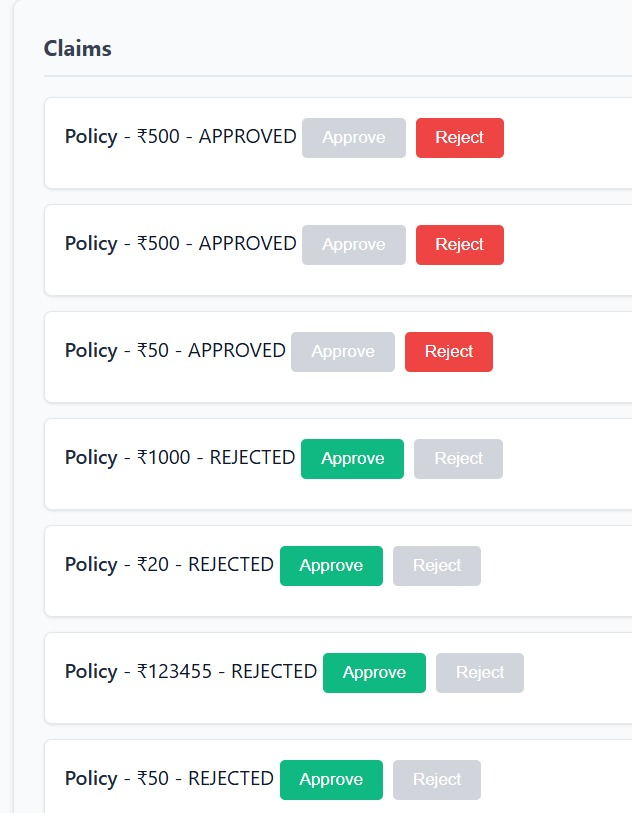 Claims
Policy - ₹500 - APPROVED Approve Reject
Policy - ₹500 - APPROVED Approve Reject
Policy - ₹50 - APPROVED Approve Reject
Policy - ₹1000 - REJECTED Approve Reject
Policy - ₹20 - REJECTED Approve Reject
Policy - ₹123455 - REJECTED Approve Reject
Policy - ₹50 - REJECTED Approve Reject